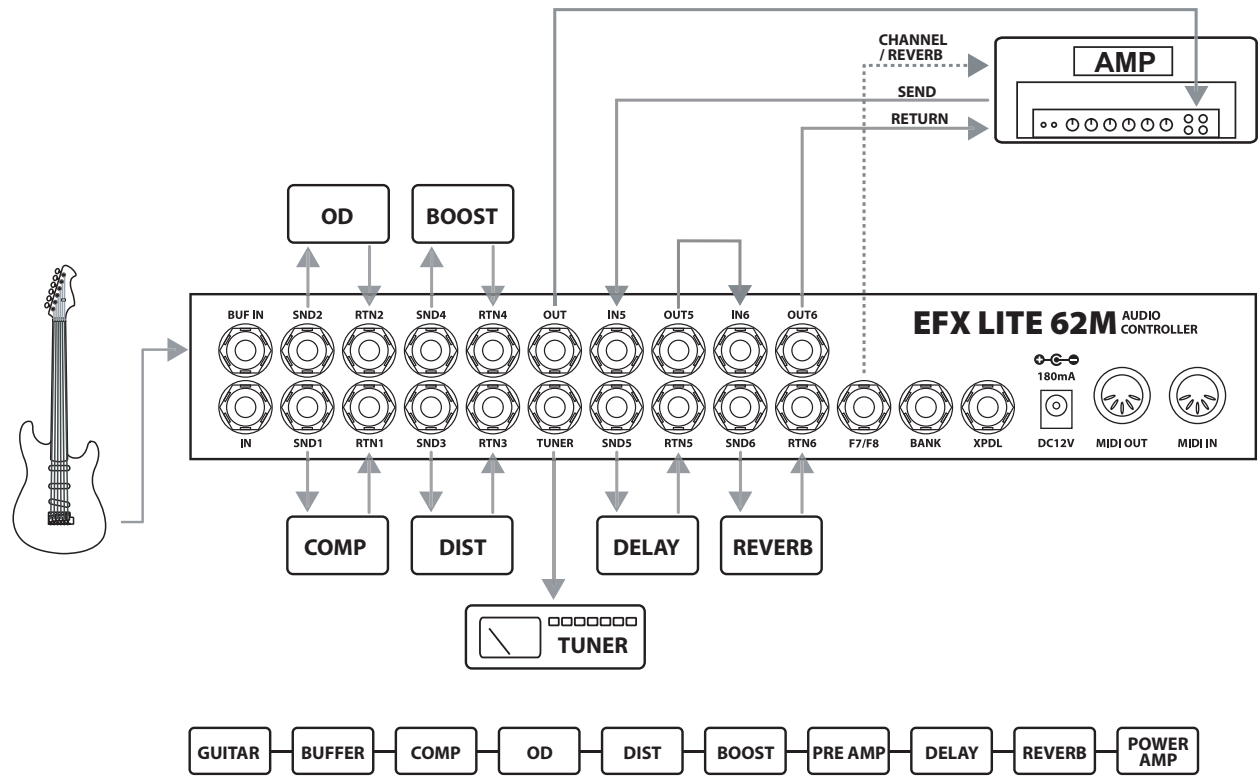 CHANNEL
/ REVERB
AMP
SEND
RETURN
OD
BOOST
BUF IN SND2 RTN2 SND4 RTN4 OUT IN5 OUT5 IN6 OUT6
EFX LITE 62M AUDIO
CONTROLLER
180mA
IN SND1 RTN1 SND3 RTN3 TUNER SND5 RTN5 SND6 RTN6 F7/F8 BANK XPDL DC12V MIDI OUT MIDI IN
COMP DIST DELAY REVERB
TUNER
GUITAR BUFFER COMP OD DIST BOOST PRE AMP DELAY REVERB POWER
AMP